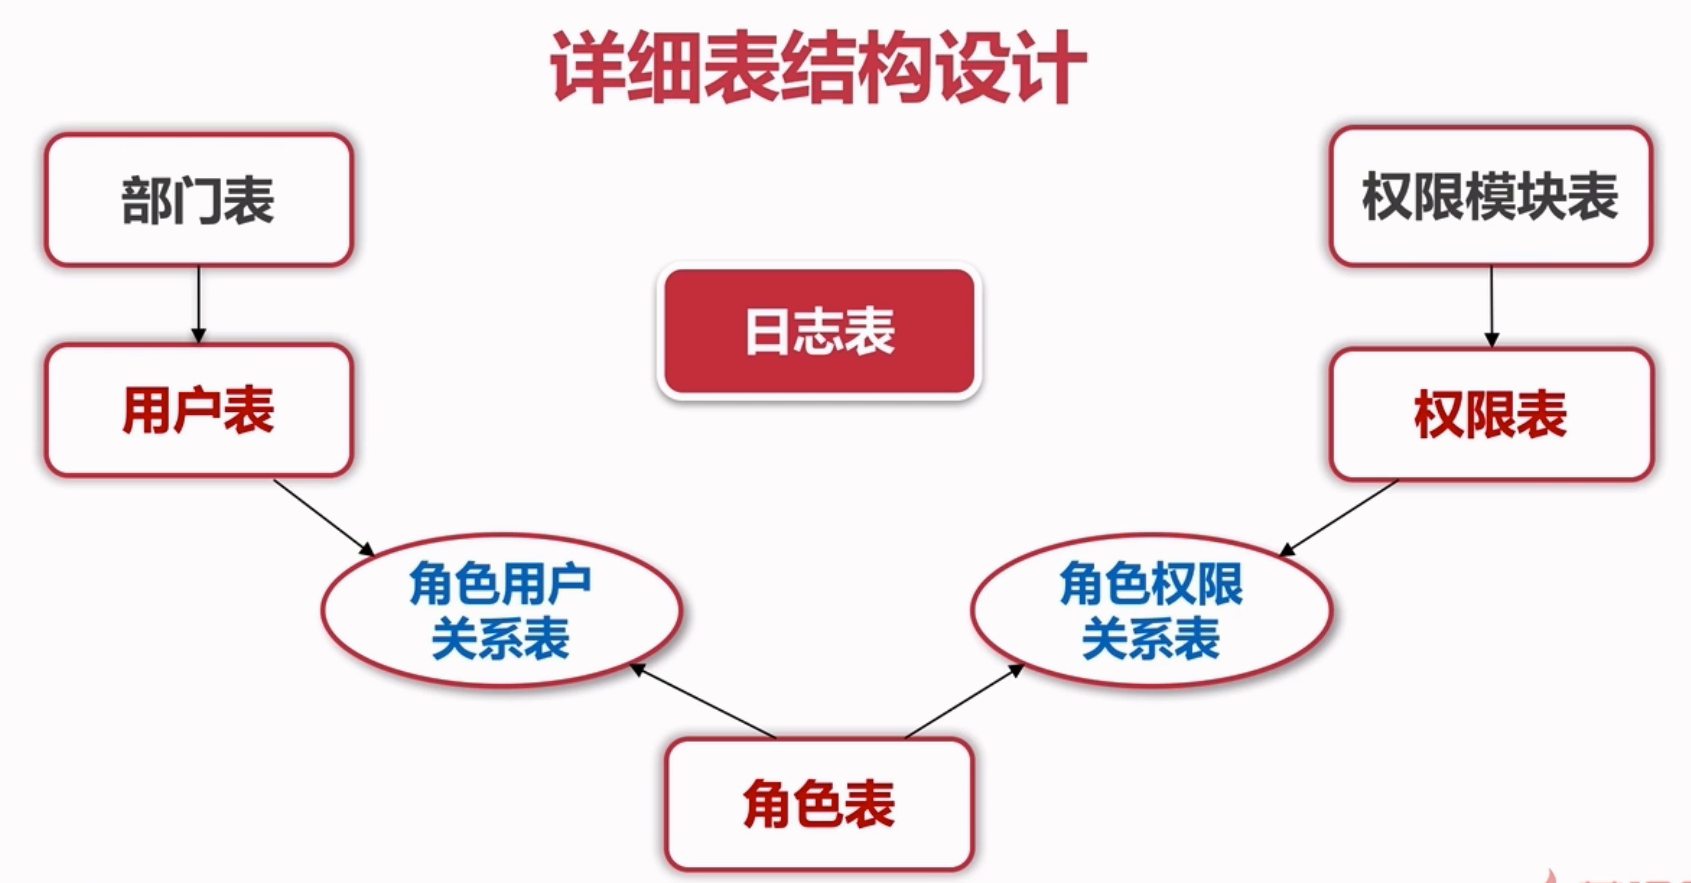 详细表结构设计
部门表
权限模块表
日志表
用户表
权限表
角色用户
关系表
角色权限
关系表
角色表